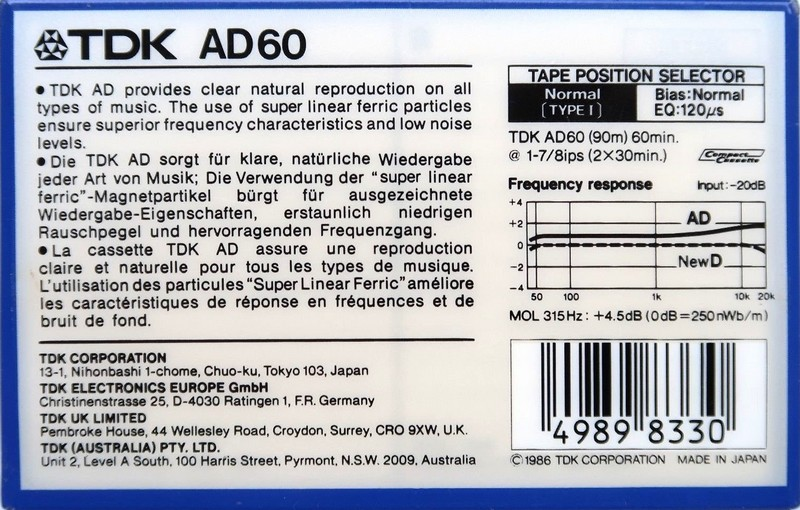 TDK AD60
• TDK AD provides clear natural reproduction on all
types of music. The use of super linear ferric particles
ensure superior frequency characteristics and low noise
levels.
• Die TDK AD sorgt für klare, natürliche Wiedergabe
jeder Art von Musik; Die Verwendung der "super linear
ferric"-Magnetpartikel bürgt für ausgezeichnete
Wiedergabe-Eigenschaften, erstaunlich niedrigen
Rauschpegel und hervorragenden Frequenzgang.
• La cassette TDK AD assure une reproduction
claire et naturelle pour tous les types de musique.
L'utilisation des particules "Super Linear Ferric" améliore
les caractéristiques de réponse en fréquences et de
bruit de fond.
TDK CORPORATION
13-1, Nihonbashi 1-chome, Chuo-ku, Tokyo 103, Japan
TDK ELECTRONICS EUROPE GmbH
Christinenstrasse 25, D-4030 Ratingen 1, F.R. Germany
TDK UK LIMITED
Pembroke House, 44 Wellesley Road, Croydon, Surrey, CRO 9XW, U.K.
TDK (AUSTRALIA) PTY. LTD.
Unit 2, Level A South, 100 Harris Street, Pyrmont, N.S.W. 2009, Australia
TAPE POSITION SELECTOR
Normal Bias:Normal
[TYPE I] EQ:120μs
TDK AD60 (90m) 60min.
@ 1-7/8ips (2×30min.) Compact Cassette
Frequency response Input:-20dB
+4
+2 AD
0
-2 New D
-4
50 100 1k 10k 20k
MOL 315Hz: +4.5dB (0dB=250nWb/m)
4989 8330
©1986 TDK CORPORATION MADE IN JAPAN